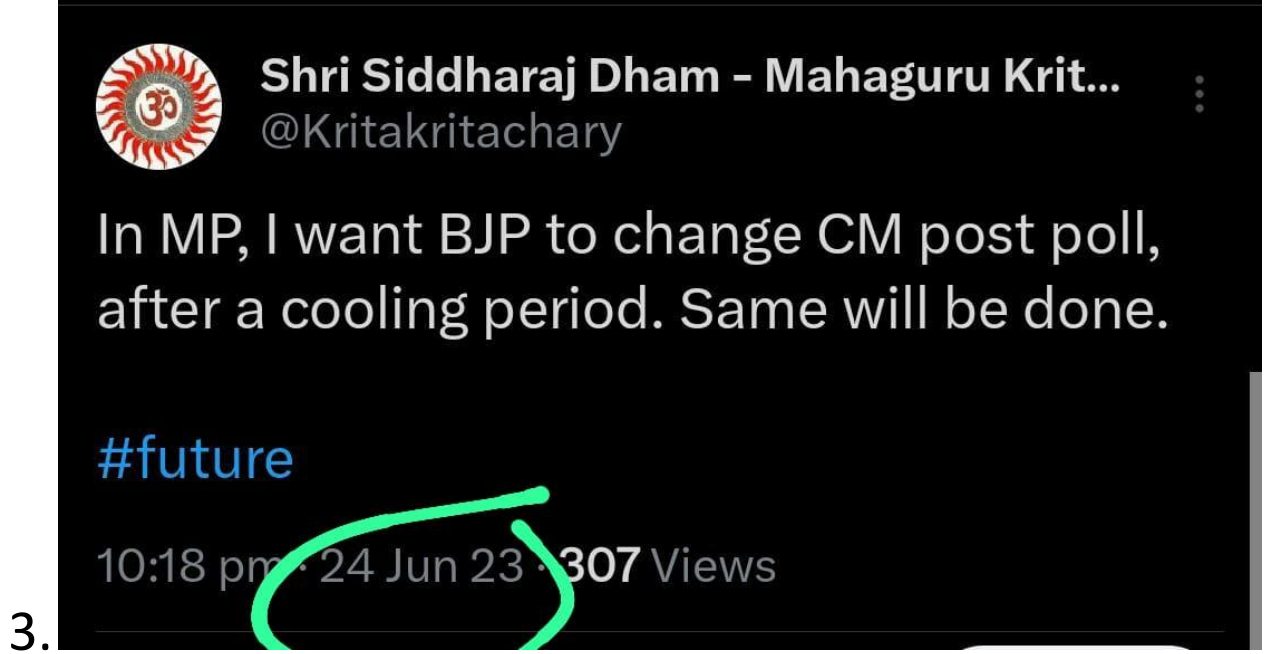 Shri Siddharaj Dham - Mahaguru Krit...
@Kritakritachary
In MP, I want BJP to change CM post poll,
after a cooling period. Same will be done.
#future
10:18 pm · 24 Jun 23 · 307 Views
3.